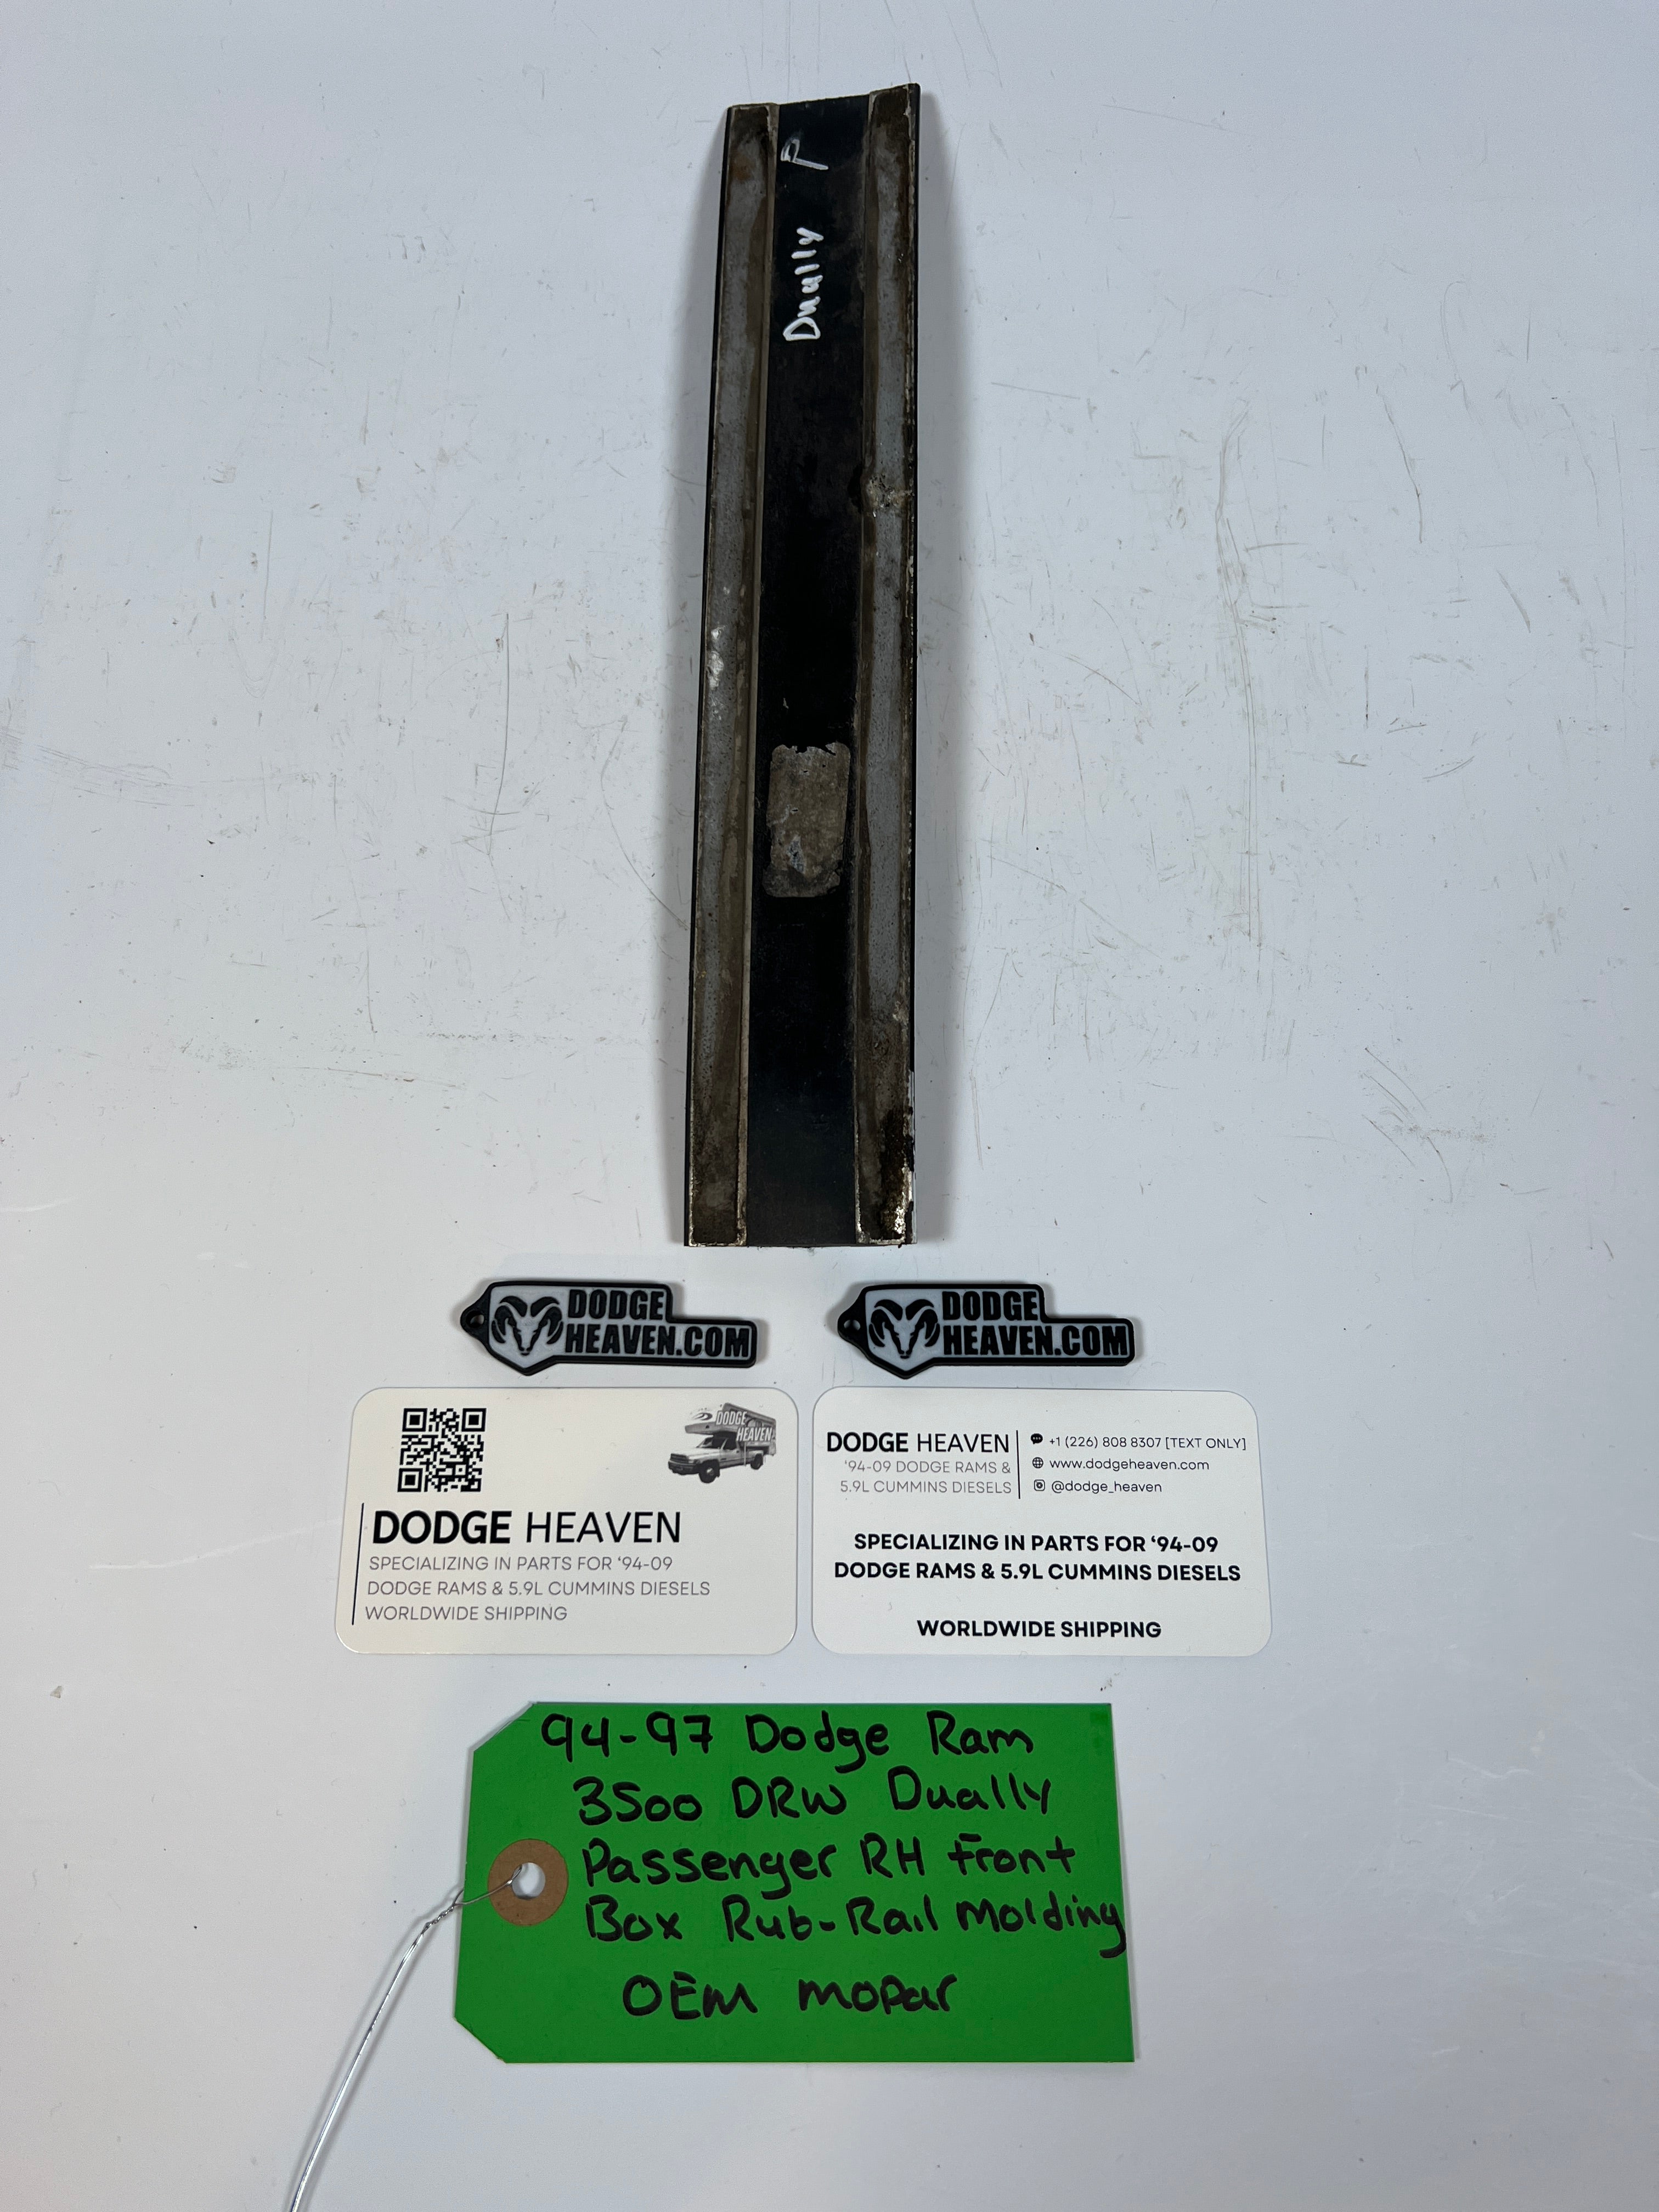 P
Dually
DODGE
HEAVEN.COM
DODGE
HEAVEN.COM
DODGE
HEAVEN
DODGE HEAVEN
SPECIALIZING IN PARTS FOR ‘94-09
DODGE RAMS & 5.9L CUMMINS DIESELS
WORLDWIDE SHIPPING
DODGE HEAVEN
‘94-09 DODGE RAMS &
5.9L CUMMINS DIESELS
+1 (226) 808 8307 [TEXT ONLY]
www.dodgeheaven.com
@dodge_heaven
SPECIALIZING IN PARTS FOR ‘94-09
DODGE RAMS & 5.9L CUMMINS DIESELS
WORLDWIDE SHIPPING
94-97 Dodge Ram
3500 DRW Dually
Passenger RH Front
Box Rub-Rail Molding
OEM mopar